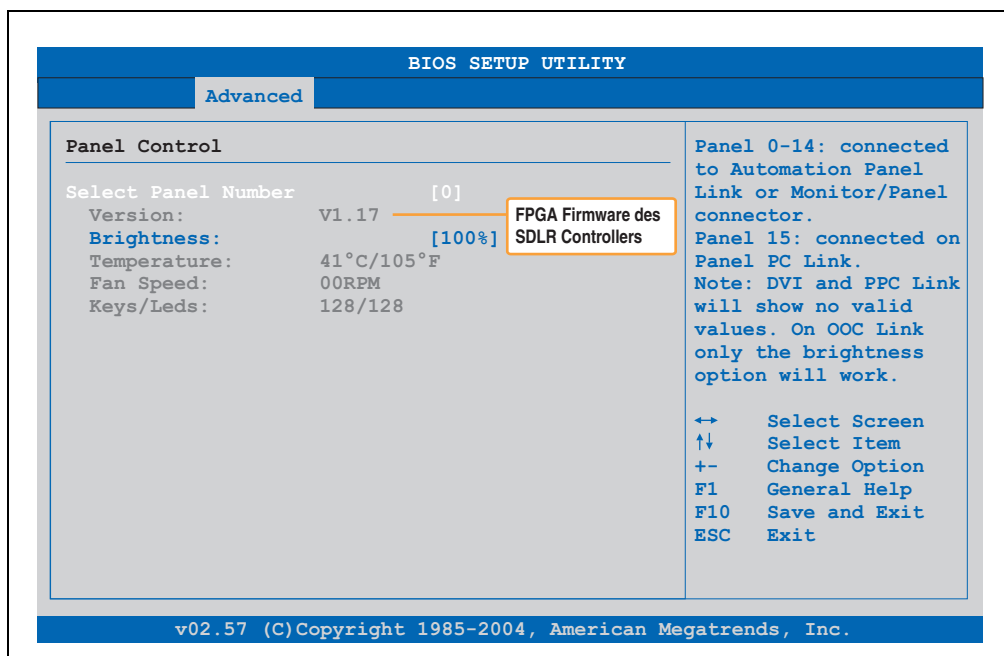 BIOS SETUP UTILITY
Advanced
Panel Control
Select Panel Number [0]
Version: V1.17
FPGA Firmware des
SDLR Controllers
Brightness: [100%]
Temperature: 41°C/105°F
Fan Speed: 00RPM
Keys/Leds: 128/128
Panel 0-14: connected
to Automation Panel
Link or Monitor/Panel
connector.
Panel 15: connected on
Panel PC Link.
Note: DVI and PPC Link
will show no valid
values. On OOC Link
only the brightness
option will work.
↔ Select Screen
↑↓ Select Item
+- Change Option
F1 General Help
F10 Save and Exit
ESC Exit
v02.57 (C)Copyright 1985-2004, American Megatrends, Inc.